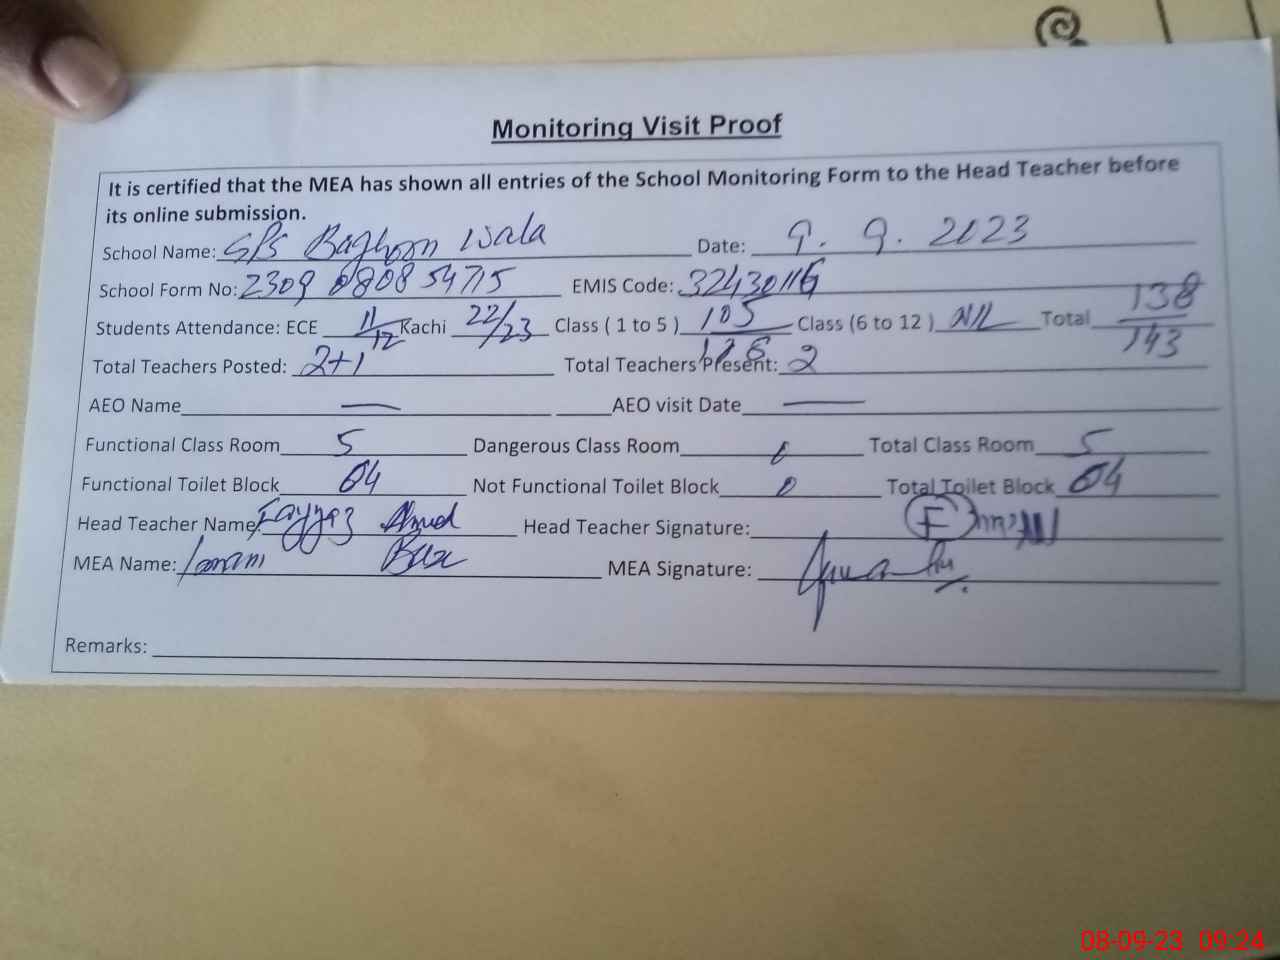 Monitoring Visit Proof
It is certified that the MEA has shown all entries of the School Monitoring Form to the Head Teacher before
its online submission.
School Name: GPS Baghoon Wala Date: 9. 9. 2023
School Form No: 2309 0808 54715 EMIS Code: 32430116
Students Attendance: ECE 11/12 Kachi 22/23 Class ( 1 to 5 ) 105 Class (6 to 12 ) NIL Total 138/143
Total Teachers Posted: 2+1 Total Teachers Present: 2
AEO Name — AEO visit Date —
Functional Class Room 5 Dangerous Class Room 0 Total Class Room 5
Functional Toilet Block 04 Not Functional Toilet Block 0 Total Toilet Block 04
Head Teacher Name Fayyaz Ahmed Head Teacher Signature:
MEA Name: Bux MEA Signature:
Remarks:
08-09-23 09:24